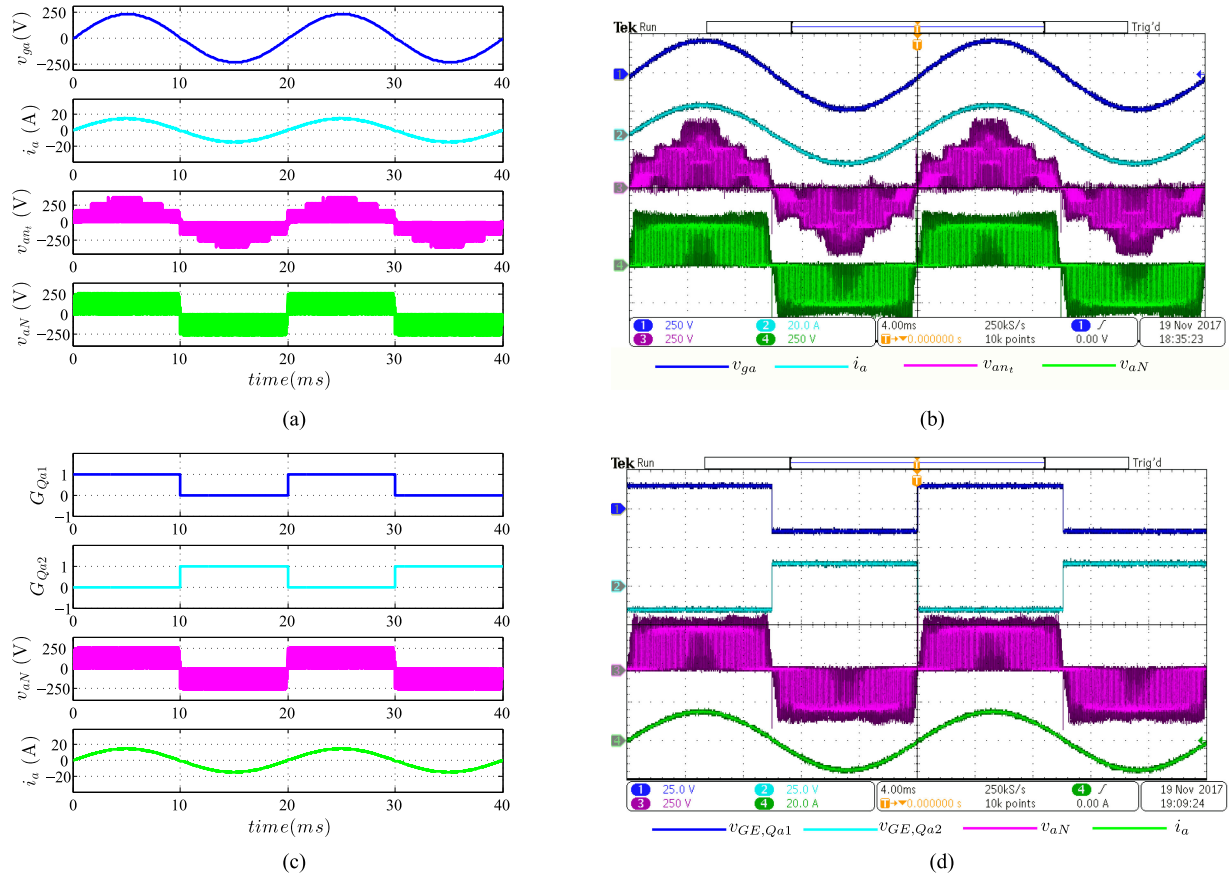 v_ga(V)
250
0
−250
0 10 20 30 40
i_a (A)
20
0
−20
0 10 20 30 40
v_an_t (V)
250
0
−250
0 10 20 30 40
v_aN (V)
250
0
−250
0 10 20 30 40
time(ms)
(a)
Tek Run Trig'd
T
T
1
2
3
4
1 250 V 2 20.0 A
3 250 V 4 250 V
4.00ms 250kS/s
T→▼0.000000 s 10k points
1 ∫
0.00 V
19 Nov 2017
18:35:23
v_ga i_a v_an_t v_aN
(b)
G_Qa1
1
0
−1
0 10 20 30 40
G_Qa2
1
0
−1
0 10 20 30 40
v_aN (V)
250
0
−250
0 10 20 30 40
i_a (A)
20
0
−20
0 10 20 30 40
time(ms)
(c)
Tek Run Trig'd
T
T
1
2
3
4
1 25.0 V 2 25.0 V
3 250 V 4 20.0 A
4.00ms 250kS/s
T→▼0.000000 s 10k points
4 ∫
0.00 A
19 Nov 2017
19:09:24
v_GE,Qa1 v_GE,Qa2 v_aN i_a
(d)